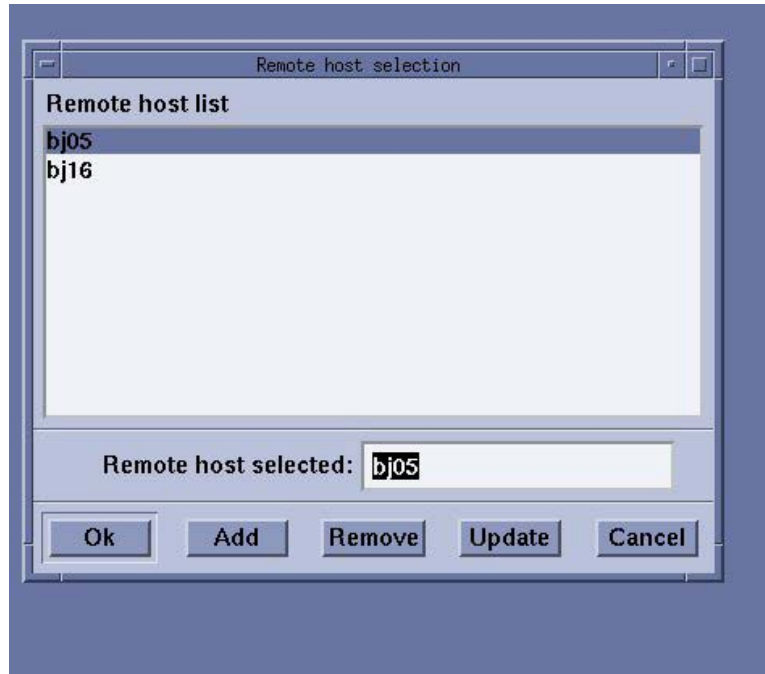 Remote host selection
Remote host list
bj05
bj16
Remote host selected: bj05
Ok Add Remove Update Cancel